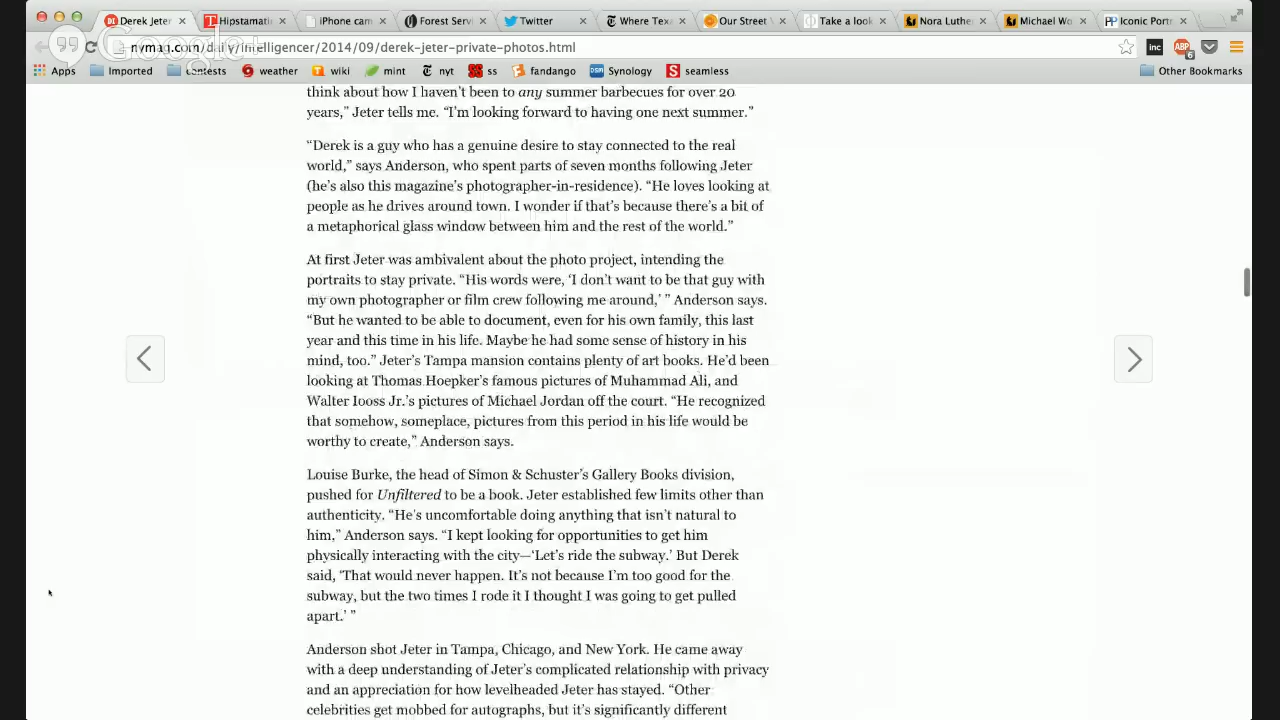 Derek Jeter
Hipstamatic
iPhone cam
Forest Servi
Twitter
Where Texa
Our Street
Take a look
Nora Luther
Michael Wo
Iconic Portr
nymag.com/daily/intelligencer/2014/09/derek-jeter-private-photos.html
Google+
Apps
Imported
contests
weather
wiki
mint
nyt
ss
fandango
Synology
seamless
Other Bookmarks
think about how I haven’t been to any summer barbecues for over 20
years,” Jeter tells me. “I’m looking forward to having one next summer.”
“Derek is a guy who has a genuine desire to stay connected to the real
world,” says Anderson, who spent parts of seven months following Jeter
(he’s also this magazine’s photographer-in-residence). “He loves looking at
people as he drives around town. I wonder if that’s because there’s a bit of
a metaphorical glass window between him and the rest of the world.”
At first Jeter was ambivalent about the photo project, intending the
portraits to stay private. “His words were, ‘I don’t want to be that guy with
my own photographer or film crew following me around,’ ” Anderson says.
“But he wanted to be able to document, even for his own family, this last
year and this time in his life. Maybe he had some sense of history in his
mind, too.” Jeter’s Tampa mansion contains plenty of art books. He’d been
looking at Thomas Hoepker’s famous pictures of Muhammad Ali, and
Walter Iooss Jr.’s pictures of Michael Jordan off the court. “He recognized
that somehow, someplace, pictures from this period in his life would be
worthy to create,” Anderson says.
Louise Burke, the head of Simon & Schuster’s Gallery Books division,
pushed for Unfiltered to be a book. Jeter established few limits other than
authenticity. “He’s uncomfortable doing anything that isn’t natural to
him,” Anderson says. “I kept looking for opportunities to get him
physically interacting with the city—‘Let’s ride the subway.’ But Derek
said, ‘That would never happen. It’s not because I’m too good for the
subway, but the two times I rode it I thought I was going to get pulled
apart.’ ”
Anderson shot Jeter in Tampa, Chicago, and New York. He came away
with a deep understanding of Jeter’s complicated relationship with privacy
and an appreciation for how levelheaded Jeter has stayed. “Other
celebrities get mobbed for autographs, but it’s significantly different